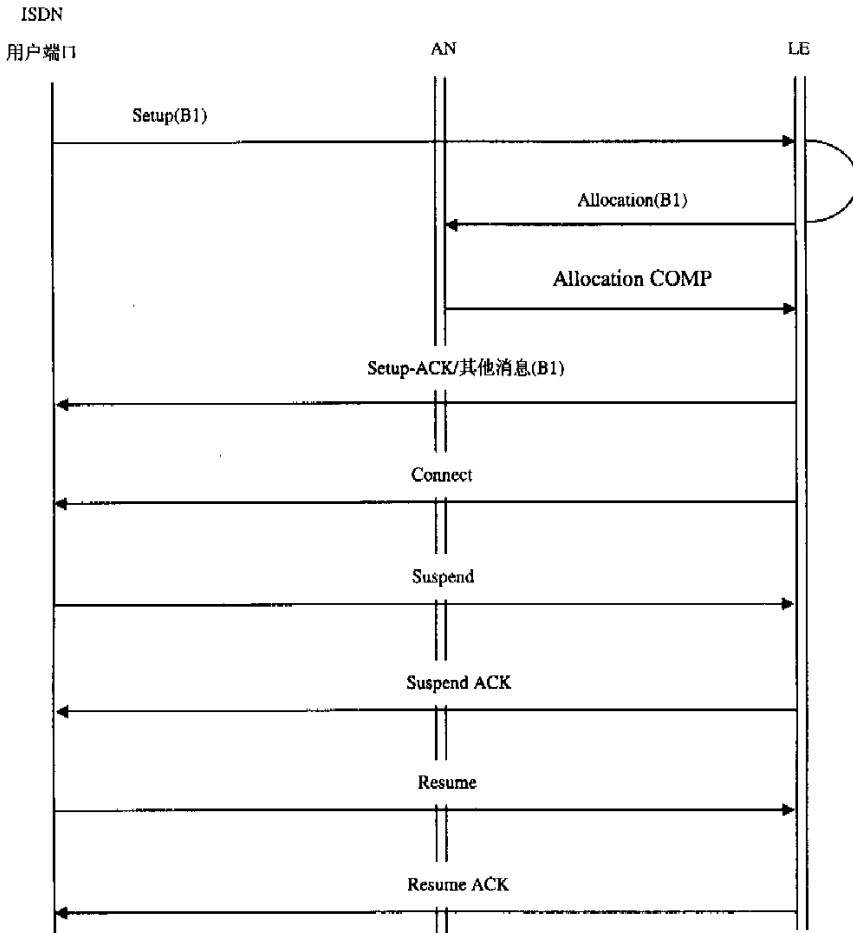 ISDN
用户端口
AN
LE
Setup(B1)
Allocation(B1)
Allocation COMP
Setup-ACK/其他消息(B1)
Connect
Suspend
Suspend ACK
Resume
Resume ACK